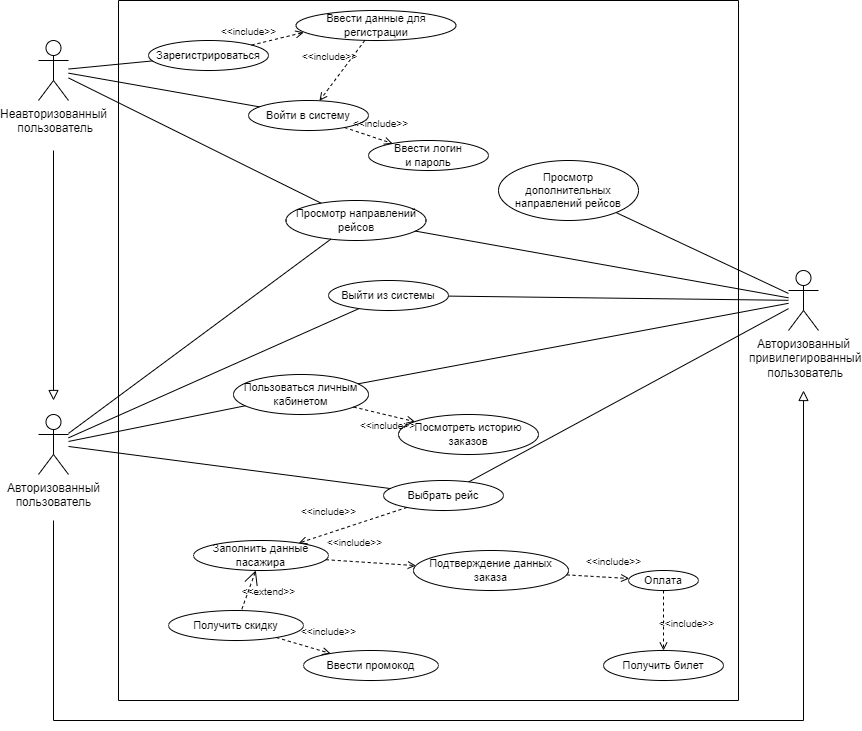 Ввести данные для
регистрации
<<include>>
Зарегистрироваться
<<include>>
Неавторизованный
пользователь
Войти в систему
<<include>>
Ввести логин
и пароль
Просмотр
дополнительных
направлений рейсов
Просмотр направлений
рейсов
Выйти из системы
Авторизованный
привилегированный
пользователь
Пользоваться личным
кабинетом
<<include>>
Посмотреть историю
заказов
Авторизованный
пользователь
Выбрать рейс
<<include>>
Заполнить данные
пасажира
<<include>>
Подтверждение данных
заказа
<<include>>
Оплата
<<extend>>
Получить скидку
<<include>>
Ввести промокод
<<include>>
Получить билет